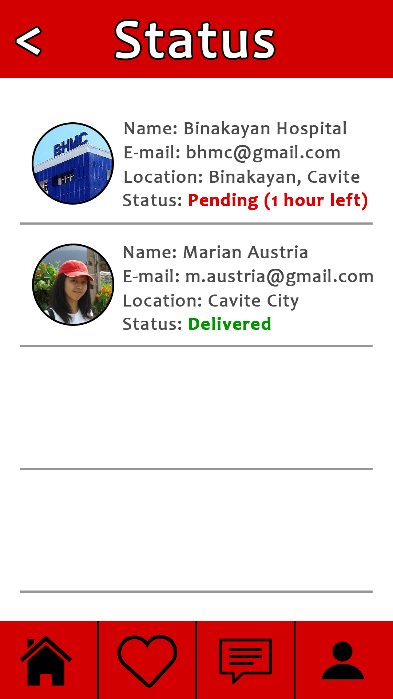 < Status
BHMC
Name: Binakayan Hospital
E-mail: bhmc@gmail.com
Location: Binakayan, Cavite
Status: Pending (1 hour left)
Name: Marian Austria
E-mail: m.austria@gmail.com
Location: Cavite City
Status: Delivered